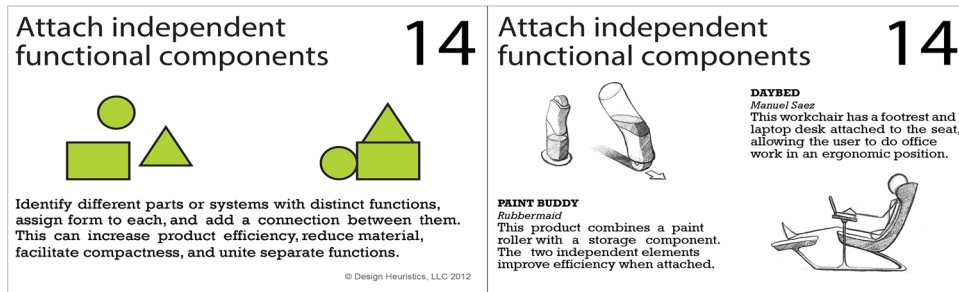 Attach independent
functional components
14
Identify different parts or systems with distinct functions,
assign form to each, and add a connection between them.
This can increase product efficiency, reduce material,
facilitate compactness, and unite separate functions.
© Design Heuristics, LLC 2012
Attach independent
functional components
14
PAINT BUDDY
Rubbermaid
This product combines a paint
roller with a storage component.
The two independent elements
improve efficiency when attached.
DAYBED
Manuel Saez
This workchair has a footrest and
laptop desk attached to the seat,
allowing the user to do office
work in an ergonomic position.